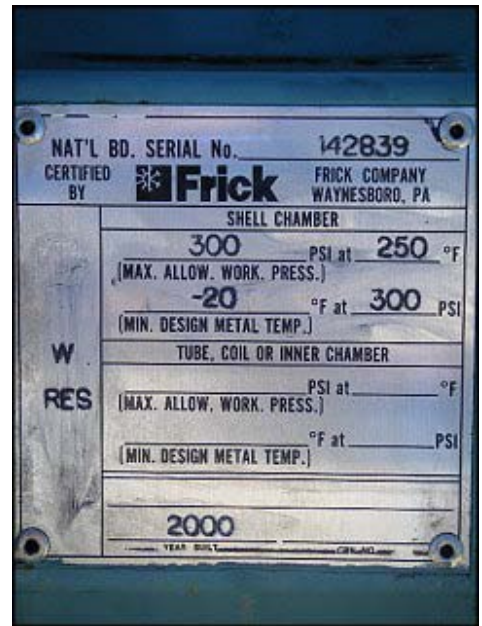 NAT'L BD. SERIAL No. 142839
CERTIFIED BY Frick FRICK COMPANY WAYNESBORO, PA
SHELL CHAMBER
300 PSI at 250 °F
(MAX. ALLOW. WORK. PRESS.)
-20 °F at 300 PSI
(MIN. DESIGN METAL TEMP.)
W
TUBE, COIL OR INNER CHAMBER
RES
PSI at °F
(MAX. ALLOW. WORK. PRESS.)
°F at PSI
(MIN. DESIGN METAL TEMP.)
2000
YEAR BUILT